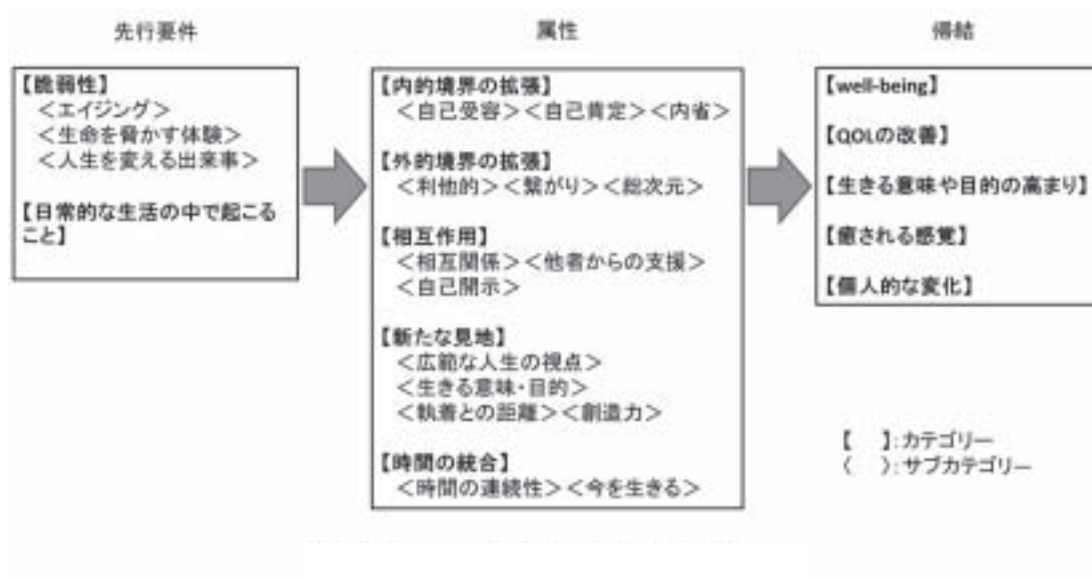 先行要件
【脆弱性】
＜エイジング＞
＜生命を脅かす体験＞
＜人生を変える出来事＞
【日常的な生活の中で起こる
こと】
属性
【内的境界の拡張】
＜自己受容＞＜自己肯定＞＜内省＞
【外的境界の拡張】
＜利他的＞＜繋がり＞＜総次元＞
【相互作用】
＜相互関係＞＜他者からの支援＞
＜自己開示＞
【新たな見地】
＜広範な人生の視点＞
＜生きる意味・目的＞
＜執着との距離＞＜創造力＞
【時間の統合】
＜時間の連続性＞＜今を生きる＞
帰結
【well-being】
【QOLの改善】
【生きる意味や目的の高まり】
【癒される感覚】
【個人的な変化】
【　】:カテゴリー
〈　〉:サブカテゴリー